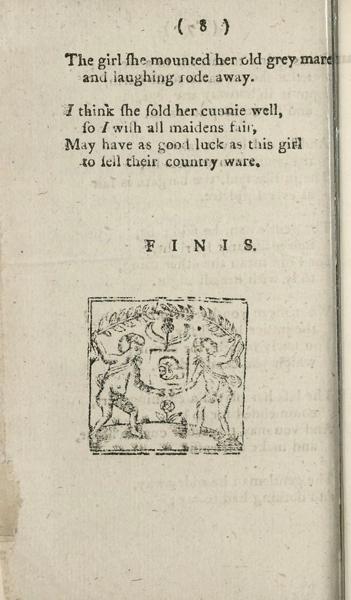 ( 8 )
The girl ſhe mounted her old grey mare
and laughing rode away.
I think ſhe ſold her cunnie well,
ſo I wiſh all maidens fair,
May have as good luck as this girl
to ſell their country ware.
FINIS.